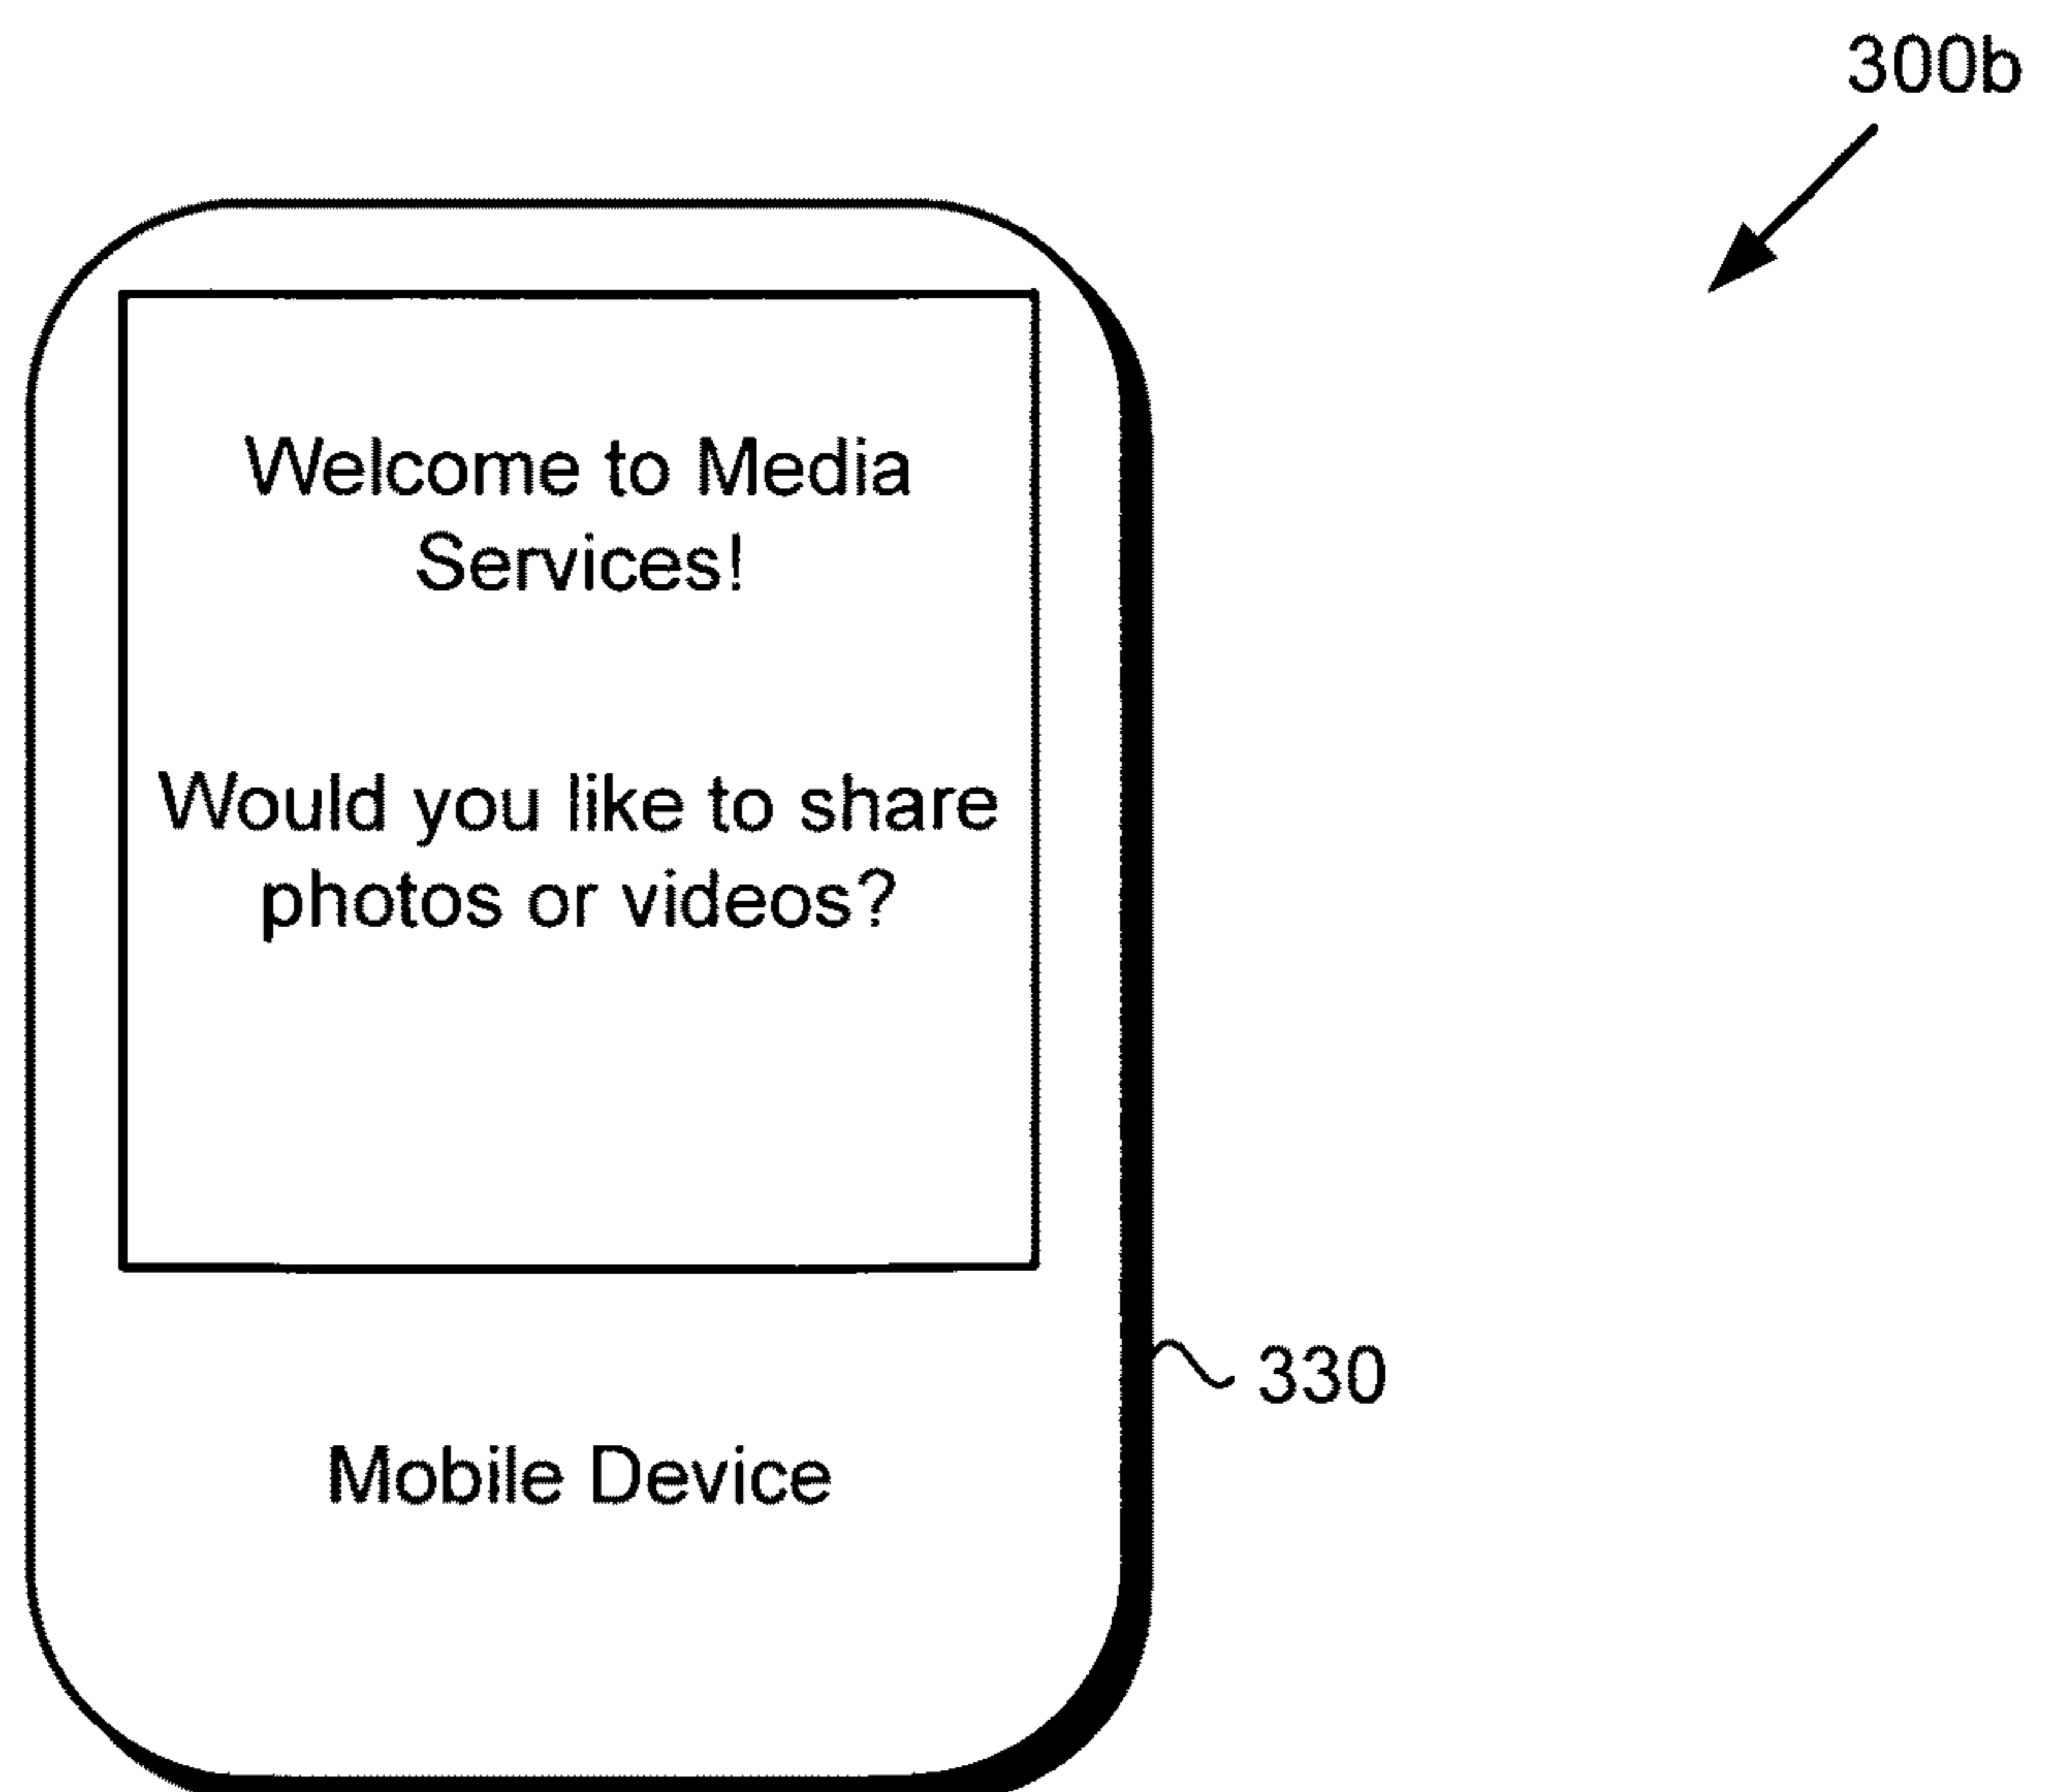 300b
Welcome to Media
Services!
Would you like to share
photos or videos?
330
Mobile Device